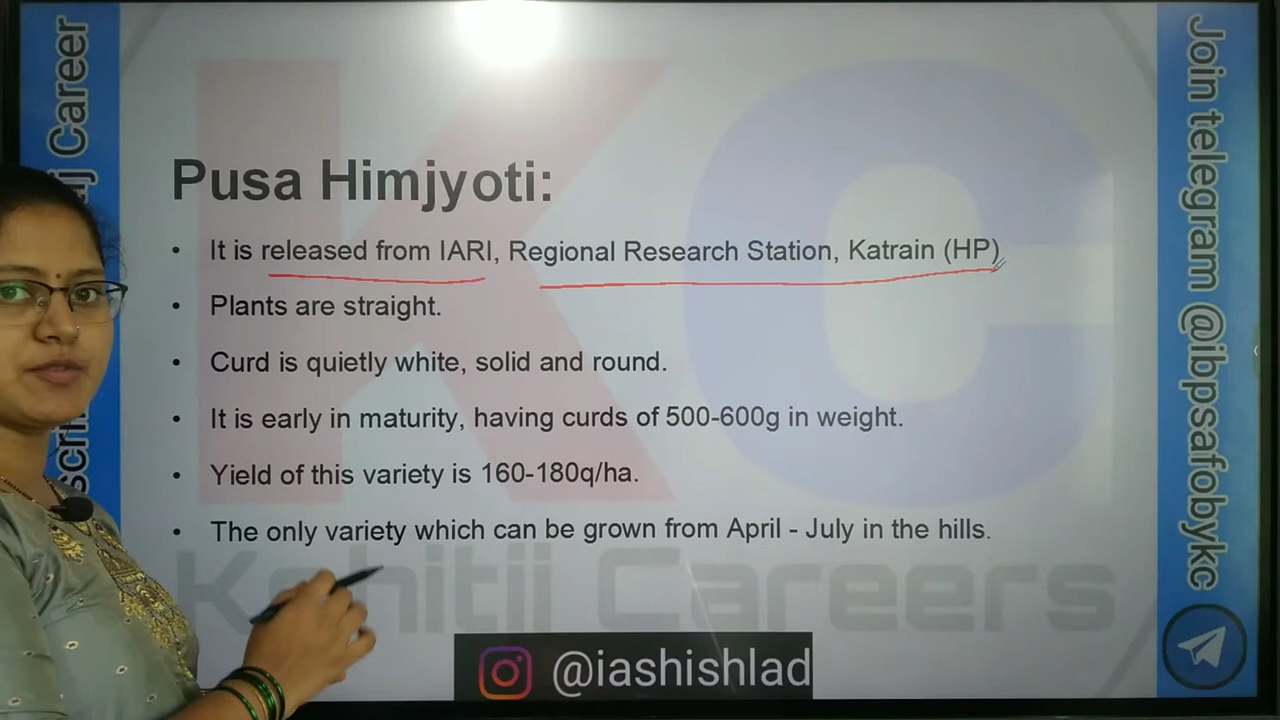 Pusa Himjyoti:
• It is released from IARI, Regional Research Station, Katrain (HP)
• Plants are straight.
• Curd is quietly white, solid and round.
• It is early in maturity, having curds of 500-600g in weight.
• Yield of this variety is 160-180q/ha.
• The only variety which can be grown from April - July in the hills.
Kshitij Careers
@iashishlad
KC
scri
j Career
Join telegram @ibpsafobykc